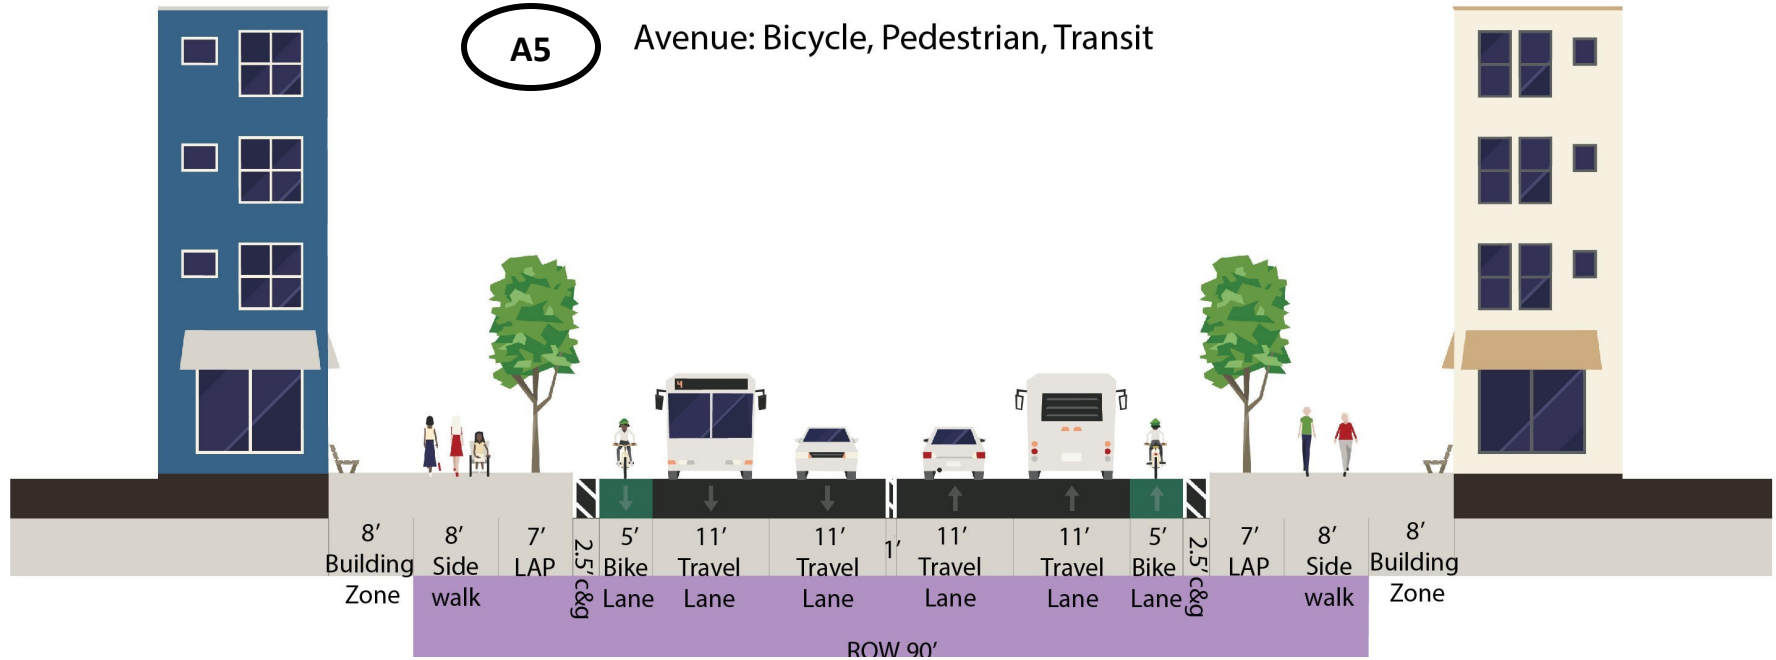 A5
Avenue: Bicycle, Pedestrian, Transit
4
8’
Building
Zone
8’
Side
walk
7’
LAP
2.5’ c&g
5’
Bike
Lane
11’
Travel
Lane
11’
Travel
Lane
1’
11’
Travel
Lane
11’
Travel
Lane
5’
Bike
Lane
2.5’ c&g
7’
LAP
8’
Side
walk
8’
Building
Zone
ROW 90’